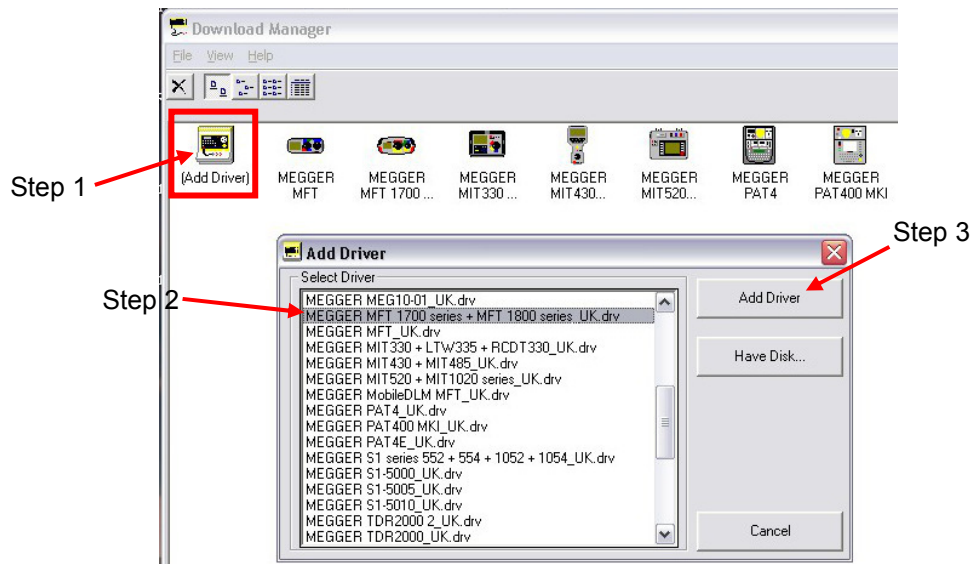 Download Manager
File View Help
Step 1
(Add Driver)
MEGGER MFT
MEGGER MFT 1700 ...
MEGGER MIT330 ...
MEGGER MIT430...
MEGGER MIT520...
MEGGER PAT4
MEGGER PAT400 MKI
Step 3
Add Driver
Select Driver
Step 2
MEGGER MEG10-01_UK.drv
MEGGER MFT 1700 series + MFT 1800 series_UK.drv
MEGGER MFT_UK.drv
MEGGER MIT330 + LTW335 + RCDT330_UK.drv
MEGGER MIT430 + MIT485_UK.drv
MEGGER MIT520 + MIT1020 series_UK.drv
MEGGER MobileDLM MFT_UK.drv
MEGGER PAT4_UK.drv
MEGGER PAT400 MKI_UK.drv
MEGGER PAT4E_UK.drv
MEGGER S1 series 552 + 554 + 1052 + 1054_UK.drv
MEGGER S1-5000_UK.drv
MEGGER S1-5005_UK.drv
MEGGER S1-5010_UK.drv
MEGGER TDR2000 2_UK.drv
MEGGER TDR2000_UK.drv
Add Driver
Have Disk...
Cancel